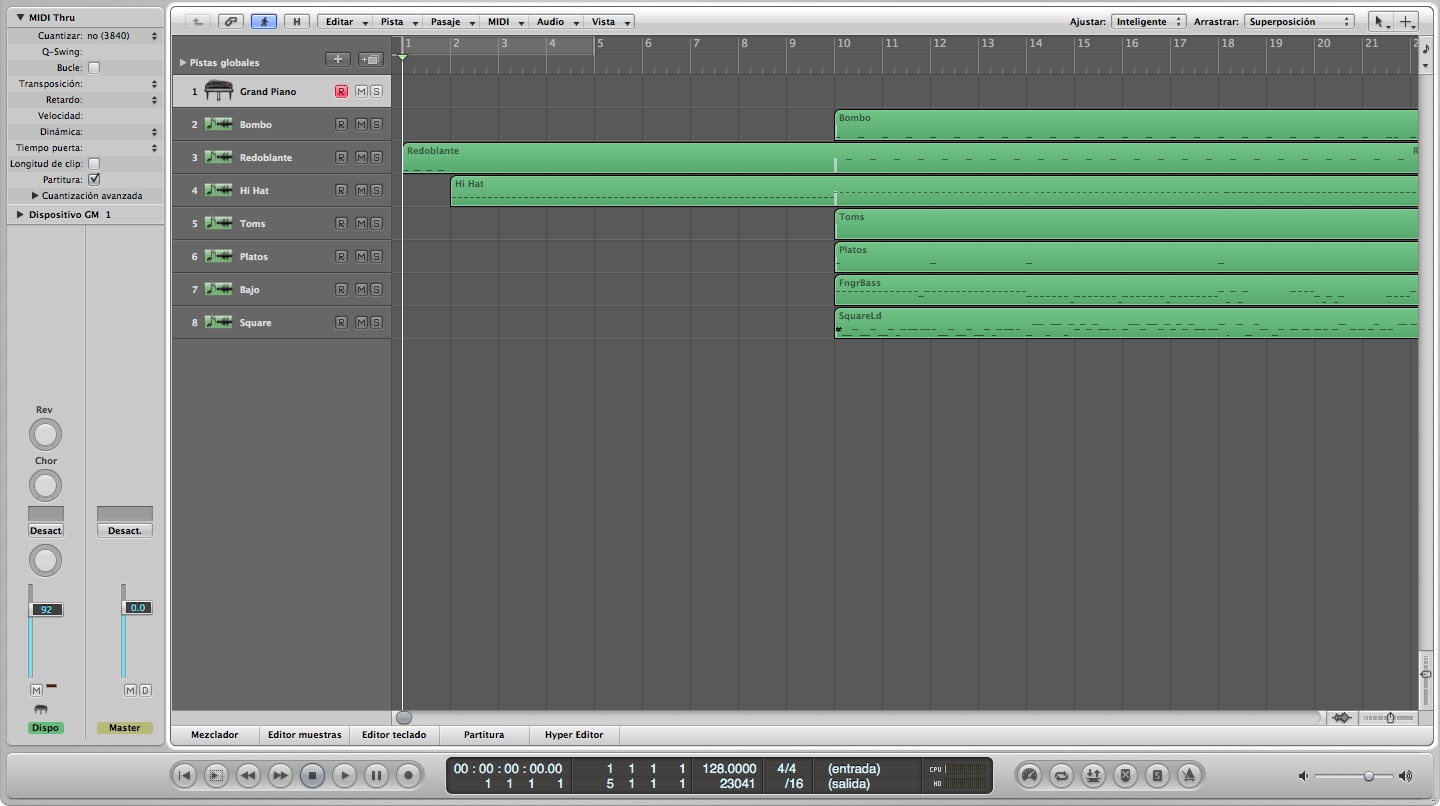 MIDI Thru
Cuantizar: no (3840)
Q-Swing:
Bucle:
Transposición:
Retardo:
Velocidad:
Dinámica:
Tiempo puerta:
Longitud de clip:
Partitura:
Cuantización avanzada
Dispositivo GM 1
Rev
Chor
Desact Desact.
92 0.0
M M D
Dispo Master
H Editar Pista Pasaje MIDI Audio Vista Ajustar: Inteligente Arrastrar: Superposición
Pistas globales
1 2 3 4 5 6 7 8 9 10 11 12 13 14 15 16 17 18 19 20 21
1 Grand Piano R M S
2 Bombo R M S Bombo
3 Redoblante R M S Redoblante R
4 Hi Hat R M S Hi Hat
5 Toms R M S Toms
6 Platos R M S Platos
7 Bajo R M S FngrBass
8 Square R M S SquareLd
Mezclador Editor muestras Editor teclado Partitura Hyper Editor
00 : 00 : 00 : 00.00 1 1 1 1 128.0000 4/4 (entrada) CPU
1 1 1 1 5 1 1 1 23041 /16 (salida) HD
S